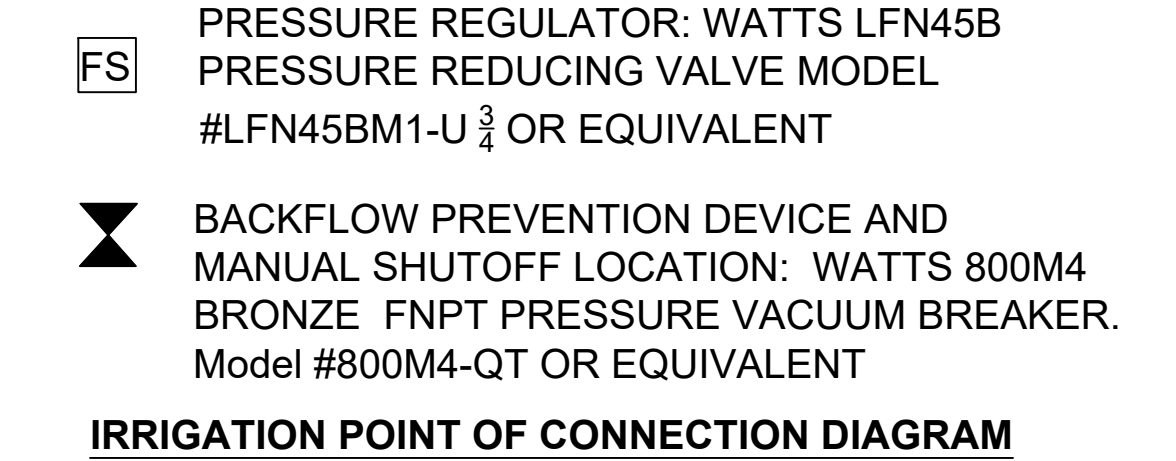 PRESSURE REGULATOR: WATTS LFN45B
FS PRESSURE REDUCING VALVE MODEL
#LFN45BM1-U 3/4 OR EQUIVALENT
BACKFLOW PREVENTION DEVICE AND
MANUAL SHUTOFF LOCATION: WATTS 800M4
BRONZE FNPT PRESSURE VACUUM BREAKER.
Model #800M4-QT OR EQUIVALENT
IRRIGATION POINT OF CONNECTION DIAGRAM